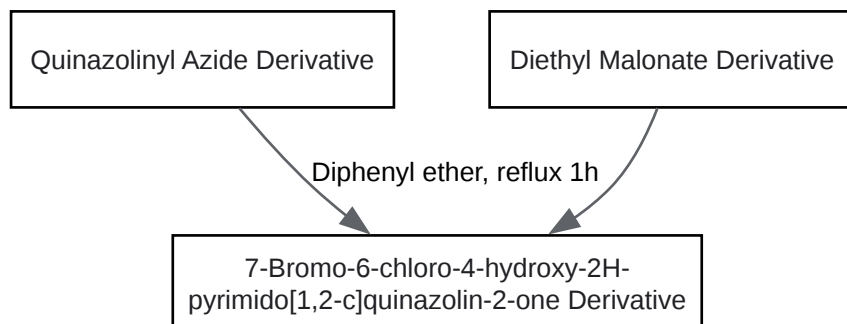 Quinazolinyl Azide Derivative
Diethyl Malonate Derivative
Diphenyl ether, reflux 1h
7-Bromo-6-chloro-4-hydroxy-2H-
pyrimido[1,2-c]quinazolin-2-one Derivative